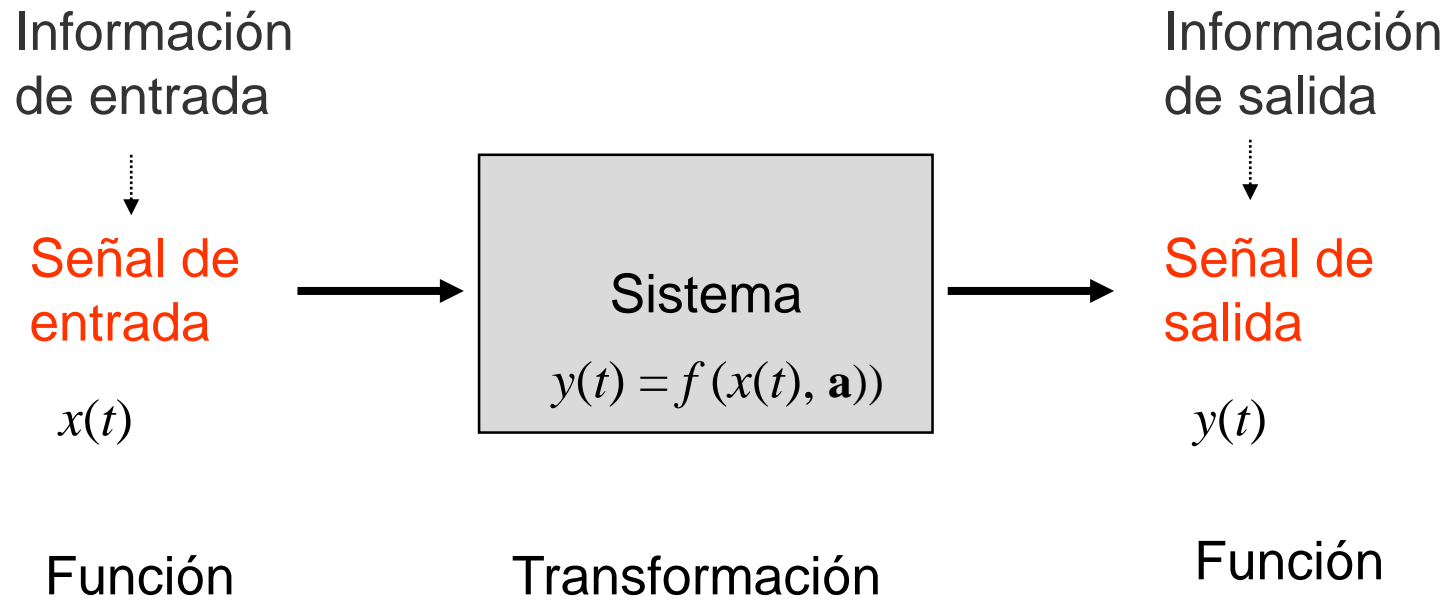 Información
de entrada
Señal de
entrada
x(t)
Función
Sistema
y(t) = f (x(t), a))
Transformación
Información
de salida
Señal de
salida
y(t)
Función